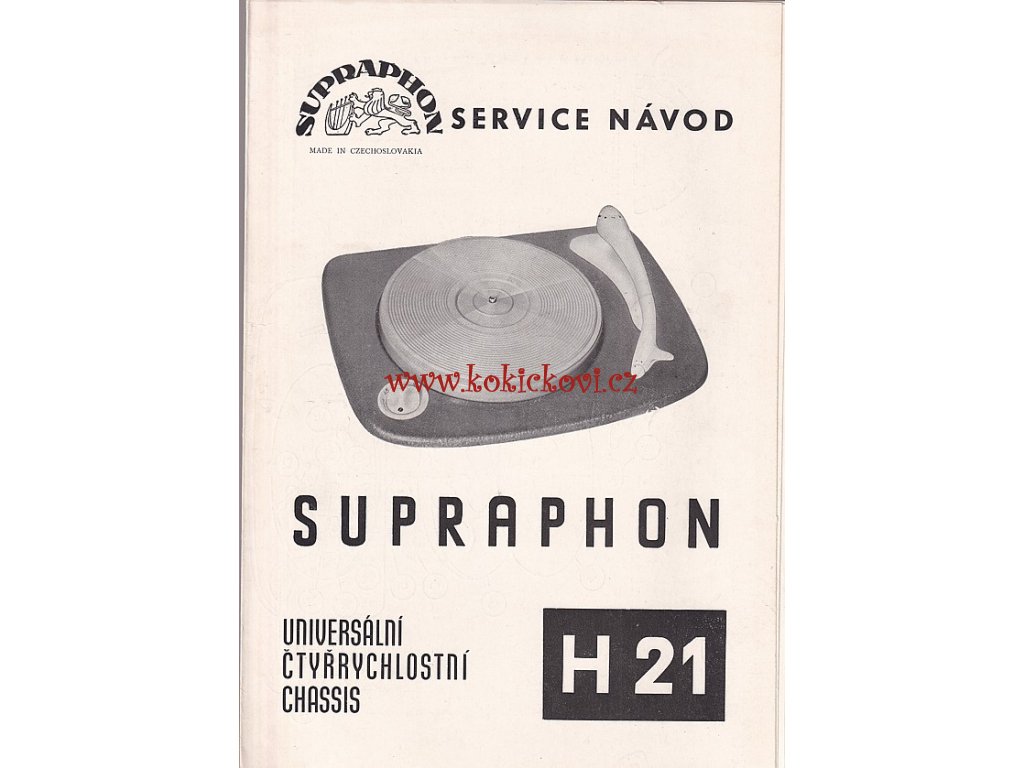 SUPRAPHON
SERVICE NÁVOD
MADE IN CZECHOSLOVAKIA
www.kokickovi.cz
SUPRAPHON
UNIVERSÁLNÍ
ČTYŘRYCHLOSTNÍ
CHASSIS
H 21